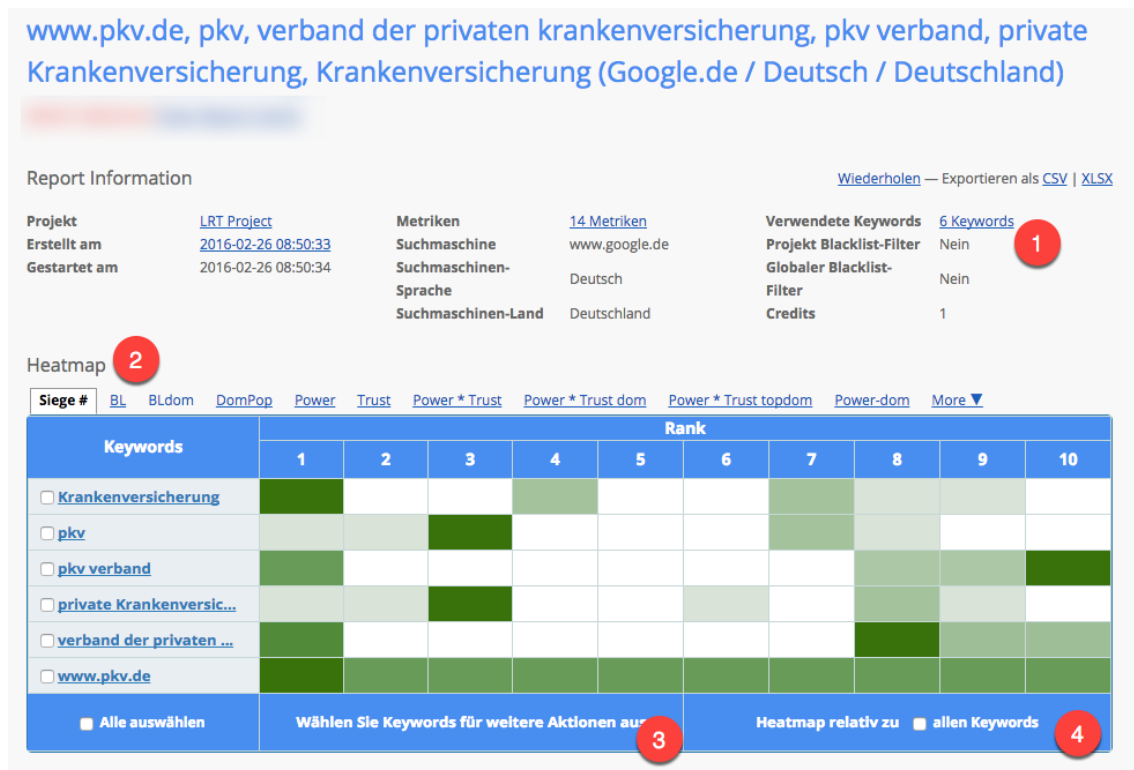 www.pkv.de, pkv, verband der privaten krankenversicherung, pkv verband, private
Krankenversicherung, Krankenversicherung (Google.de / Deutsch / Deutschland)
Report Information
Wiederholen — Exportieren als CSV | XLSX
Projekt LRT Project Metriken 14 Metriken Verwendete Keywords 6 Keywords
Erstellt am 2016-02-26 08:50:33 Suchmaschine www.google.de Projekt Blacklist-Filter Nein
1
Gestartet am 2016-02-26 08:50:34 Suchmaschinen-Sprache Deutsch Globaler Blacklist-Filter Nein
Suchmaschinen-Land Deutschland Credits 1
Heatmap 2
Siege # BL BLdom DomPop Power Trust Power * Trust Power * Trust dom Power * Trust topdom Power-dom More ▼
Keywords Rank
1 2 3 4 5 6 7 8 9 10
Krankenversicherung
pkv
pkv verband
private Krankenversic...
verband der privaten ...
www.pkv.de
Alle auswählen Wählen Sie Keywords für weitere Aktionen aus Heatmap relativ zu allen Keywords
3 4